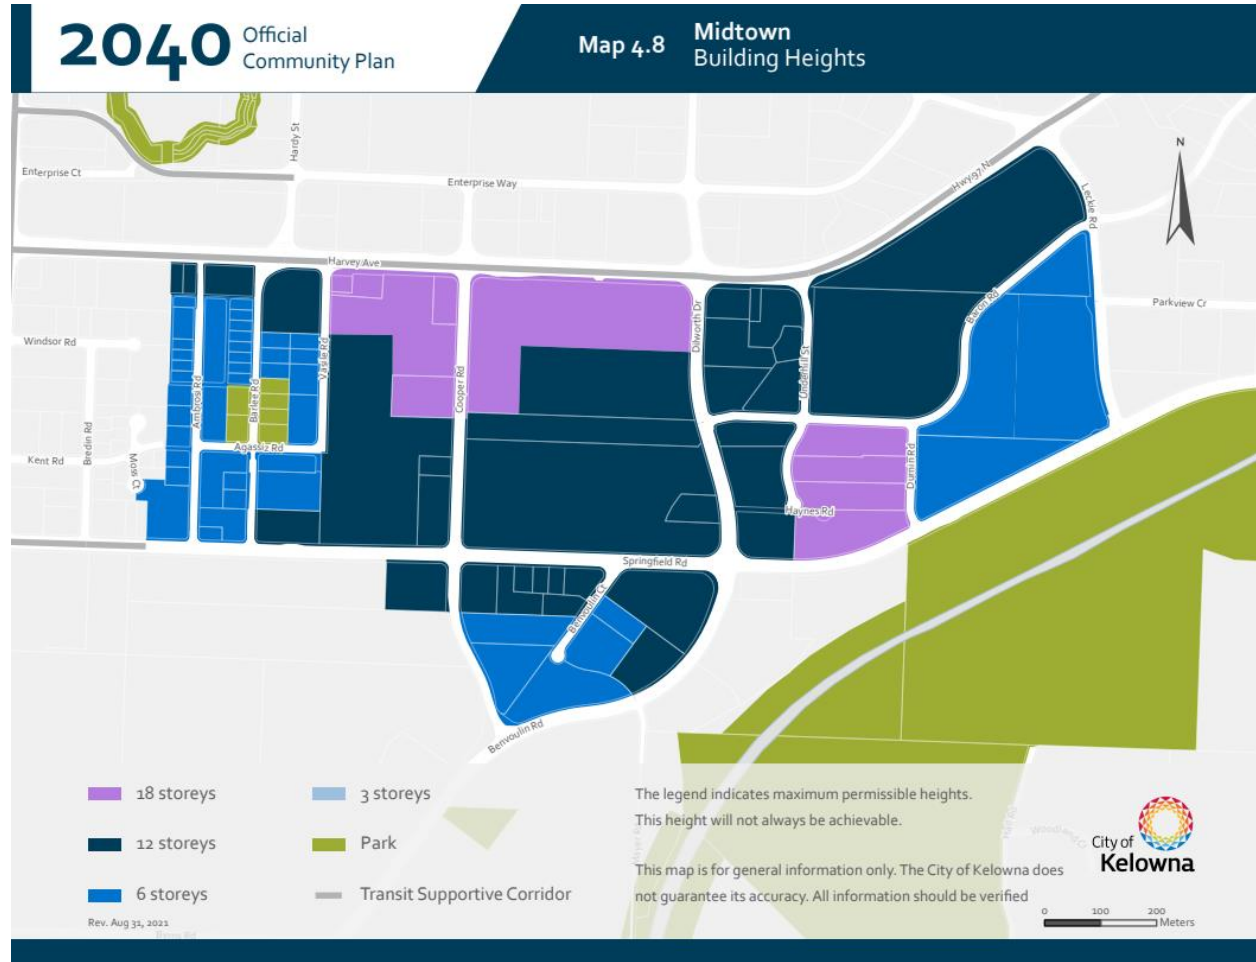 2040
Official
Community Plan
Map 4.8
Midtown
Building Heights
N
Hardy St
Enterprise Ct
Enterprise Way
Hwy 97 N
Leckie Rd
Harvey Ave
Parkview Cr
Baron Rd
Dilworth Dr
Underhill St
Windsor Rd
Vasile Rd
Cooper Rd
Ambrosi Rd
Barlee Rd
Bredin Rd
Agassiz Rd
Kent Rd
Moss Ct
Durnin Rd
Haynes Rd
Springfield Rd
Benvoulin Ct
Benvoulin Rd
18 storeys
12 storeys
6 storeys
3 storeys
Park
Transit Supportive Corridor
Rev. Aug 31, 2021
The legend indicates maximum permissible heights.
This height will not always be achievable.
This map is for general information only. The City of Kelowna does
not guarantee its accuracy. All information should be verified
City of
Kelowna
0 100 200
Meters